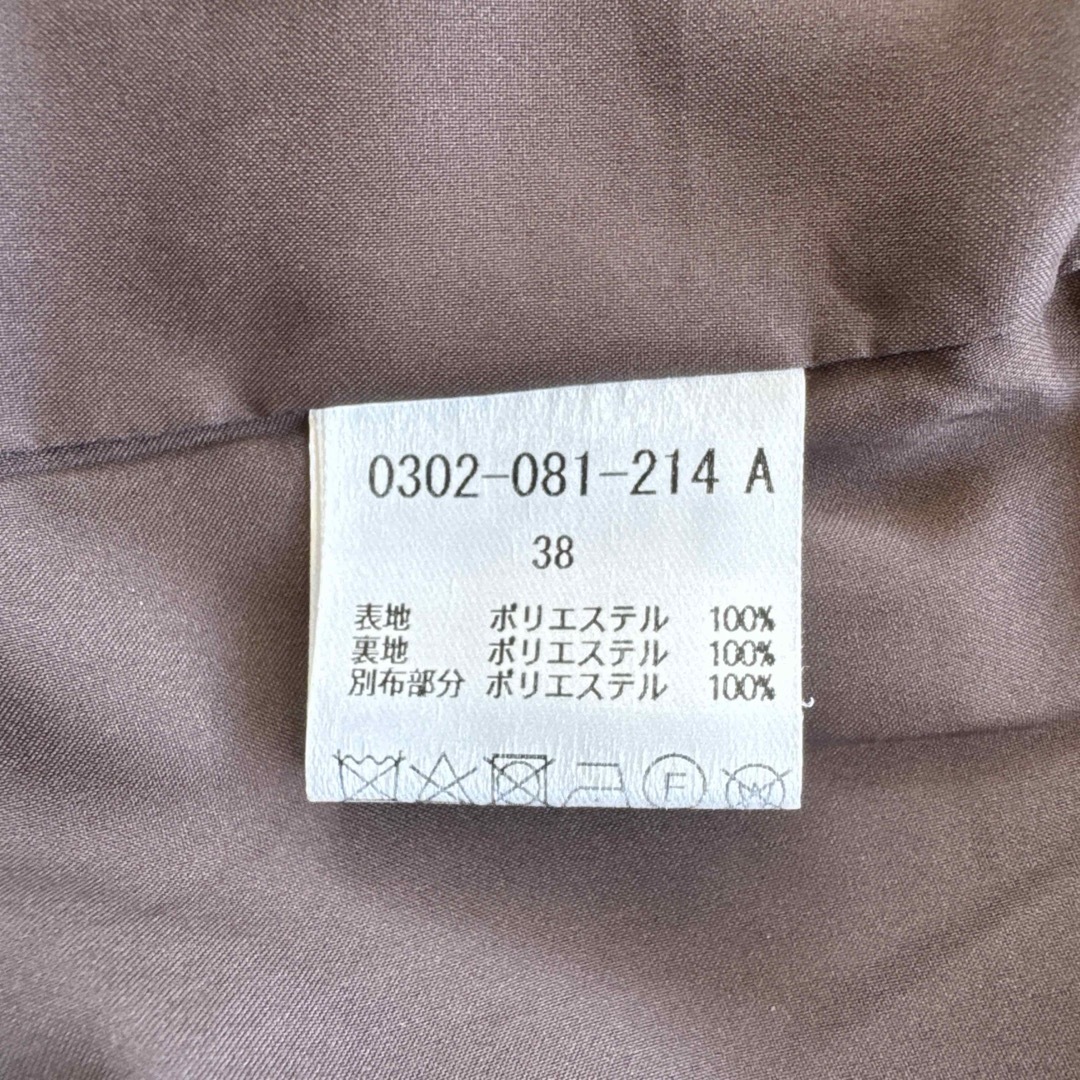 0302-081-214 A
38
表地 ポリエステル 100%
裏地 ポリエステル 100%
別布部分 ポリエステル 100%
F W